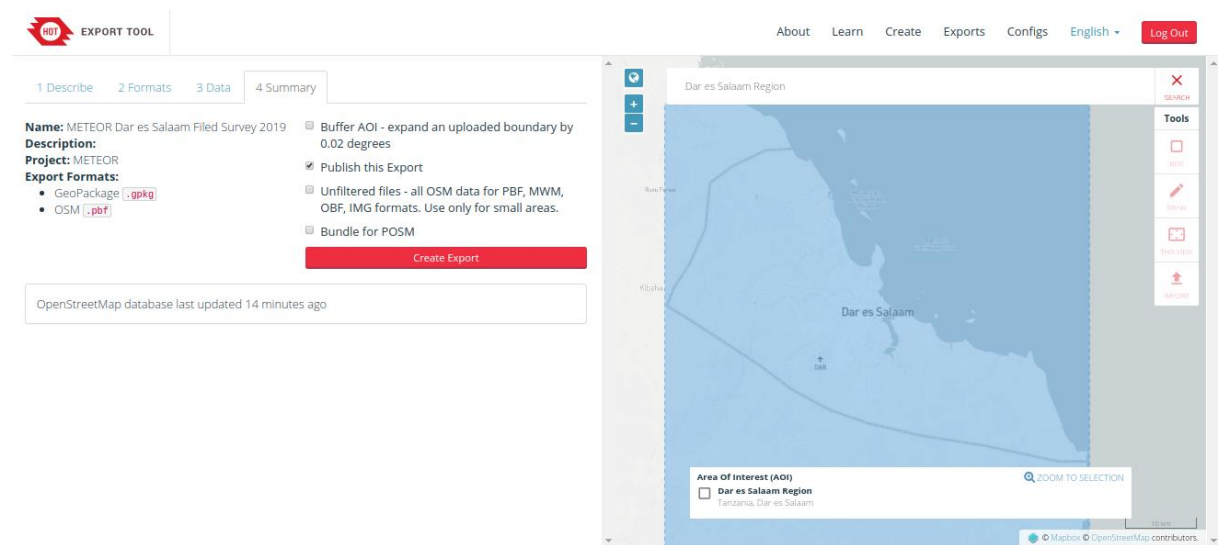 HOT EXPORT TOOL
About Learn Create Exports Configs English Log Out
1 Describe 2 Formats 3 Data 4 Summary
Name: METEOR Dar es Salaam Filed Survey 2019
Description:
Project: METEOR
Export Formats:
GeoPackage .gpkg
OSM .pbf
Buffer AOI - expand an uploaded boundary by
0.02 degrees
Publish this Export
Unfiltered files - all OSM data for PBF, MWM,
OBF, IMG formats. Use only for small areas.
Bundle for POSM
Create Export
OpenStreetMap database last updated 14 minutes ago
Dar es Salaam Region
SEARCH
+
−
Tools
BOX
DRAW
THIS VIEW
IMPORT
Kibaha
Dar es Salaam
DAR
Area Of Interest (AOI)
ZOOM TO SELECTION
Dar es Salaam Region
Tanzania, Dar es Salaam
10 km
© Mapbox © OpenStreetMap contributors.